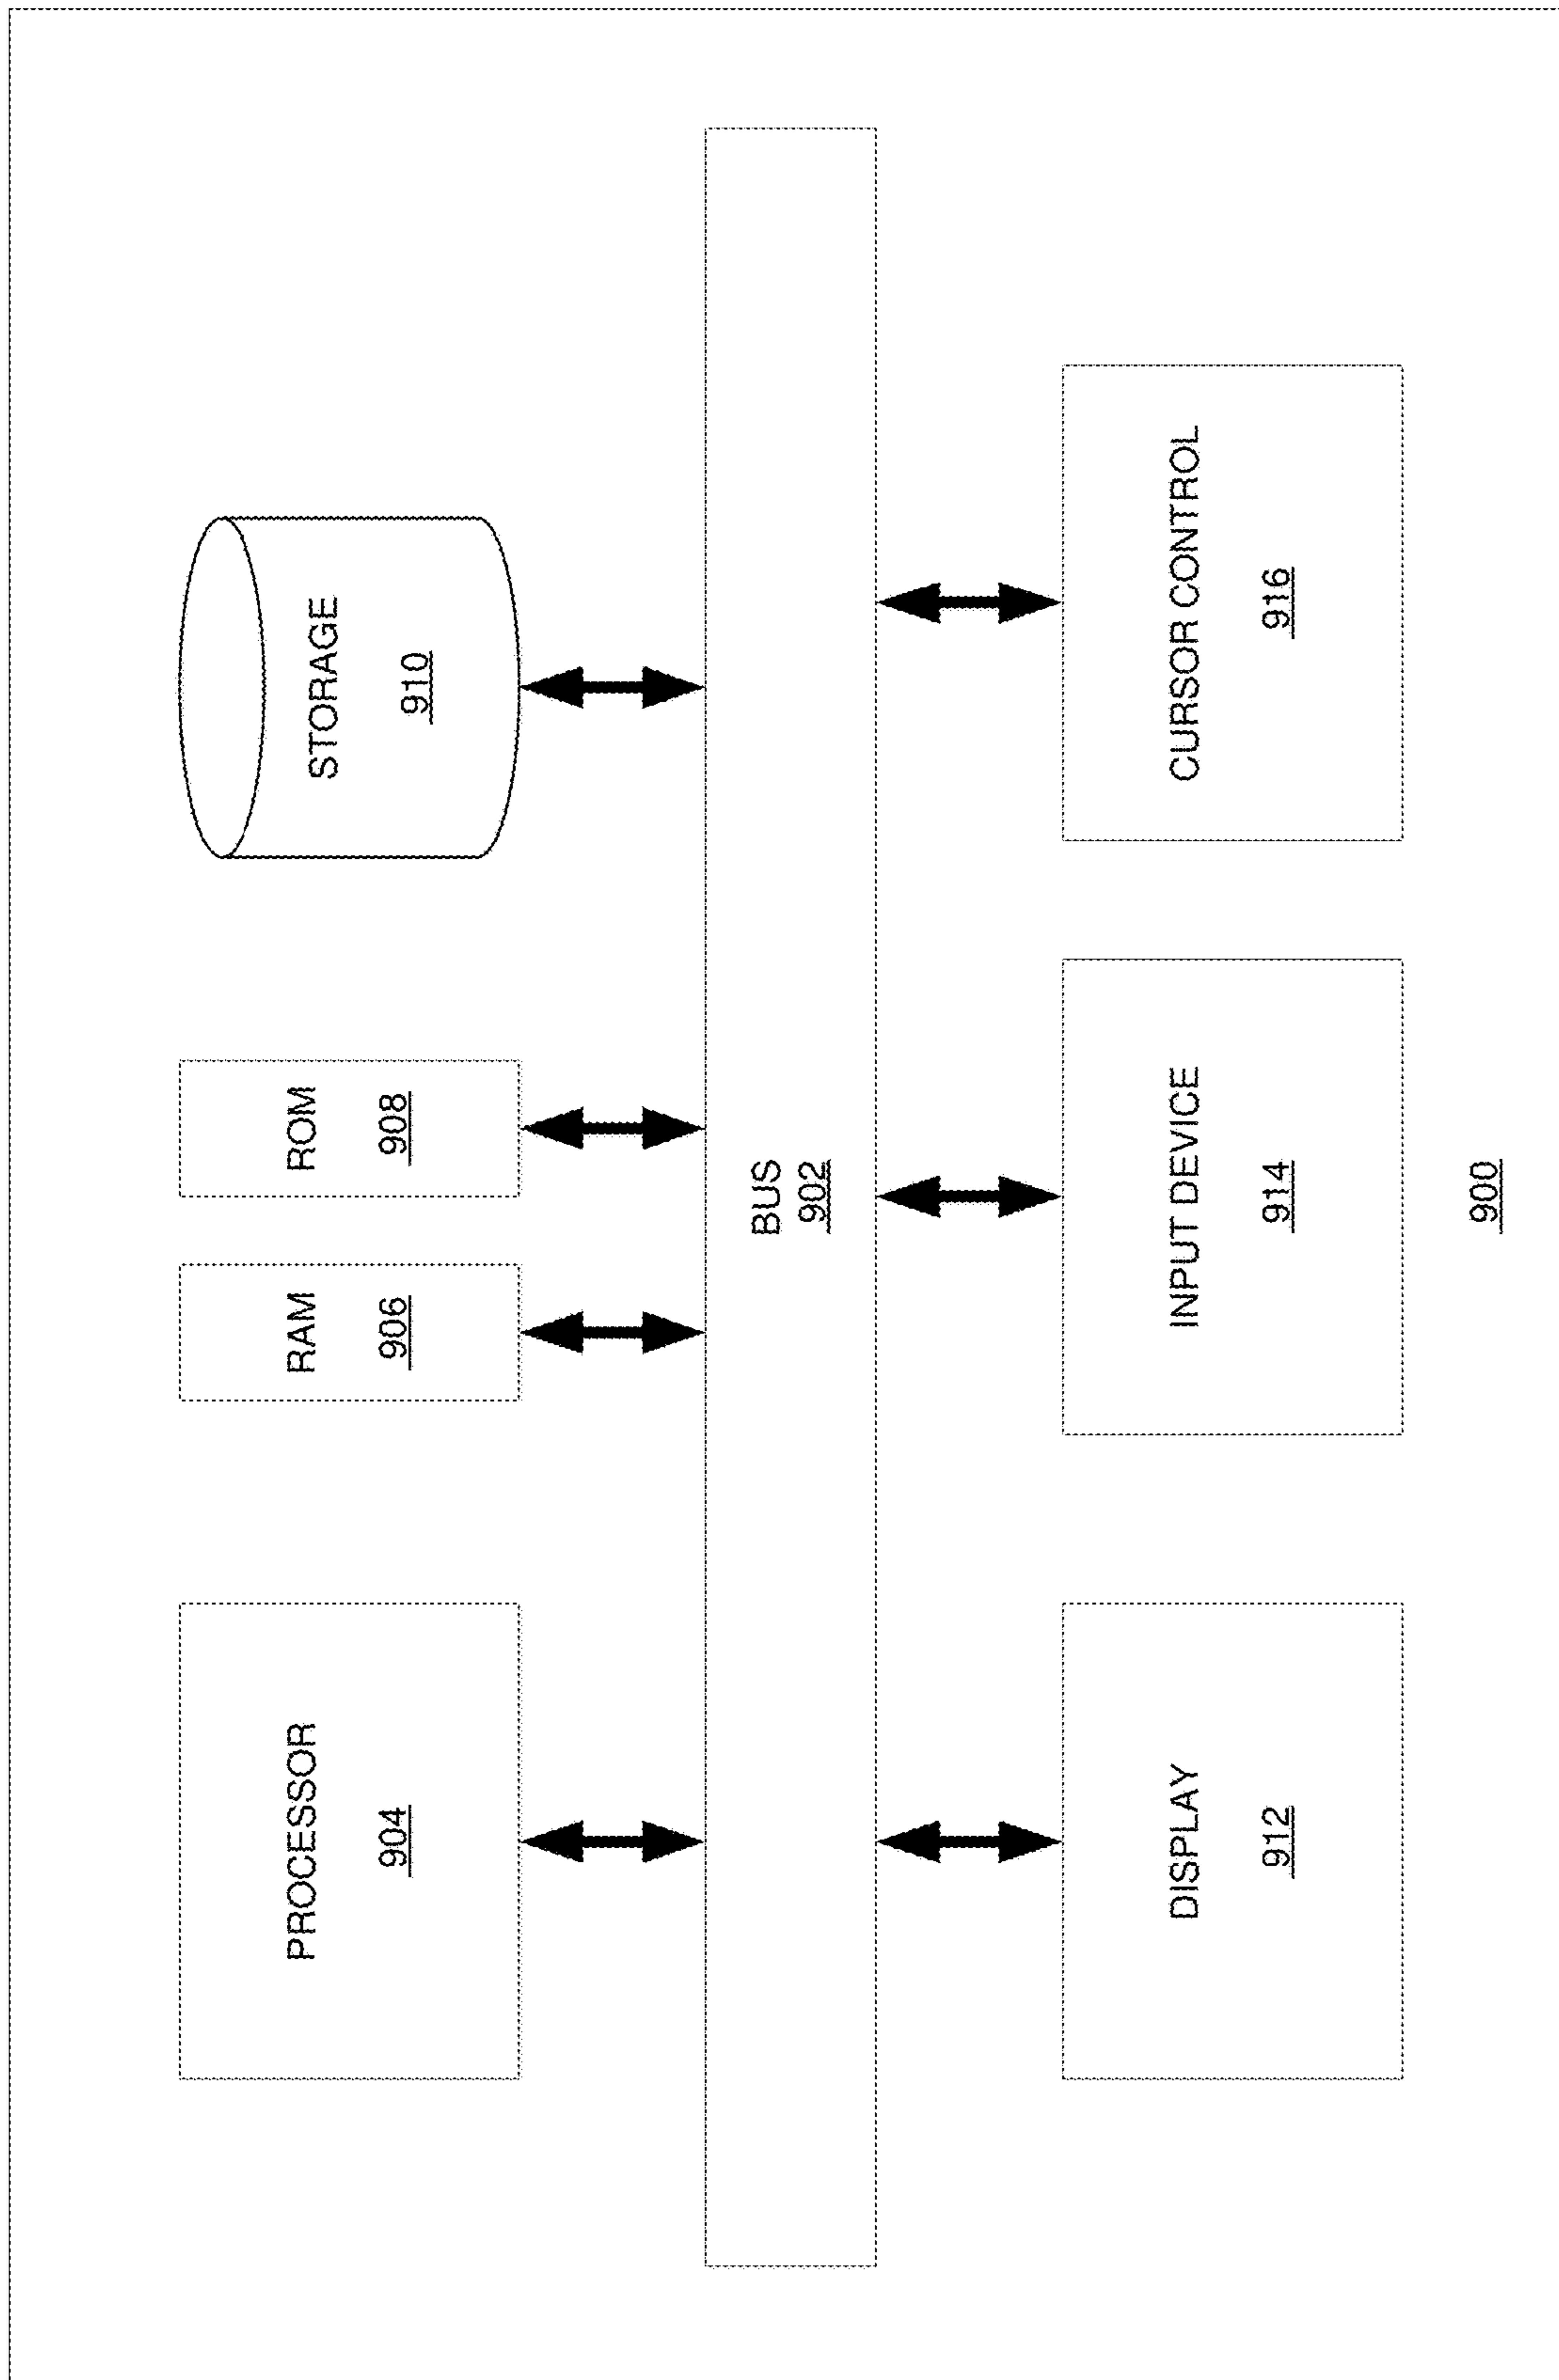 PROCESSOR
904
RAM
906
ROM
908
STORAGE
910
BUS
902
DISPLAY
912
INPUT DEVICE
914
CURSOR CONTROL
916
900